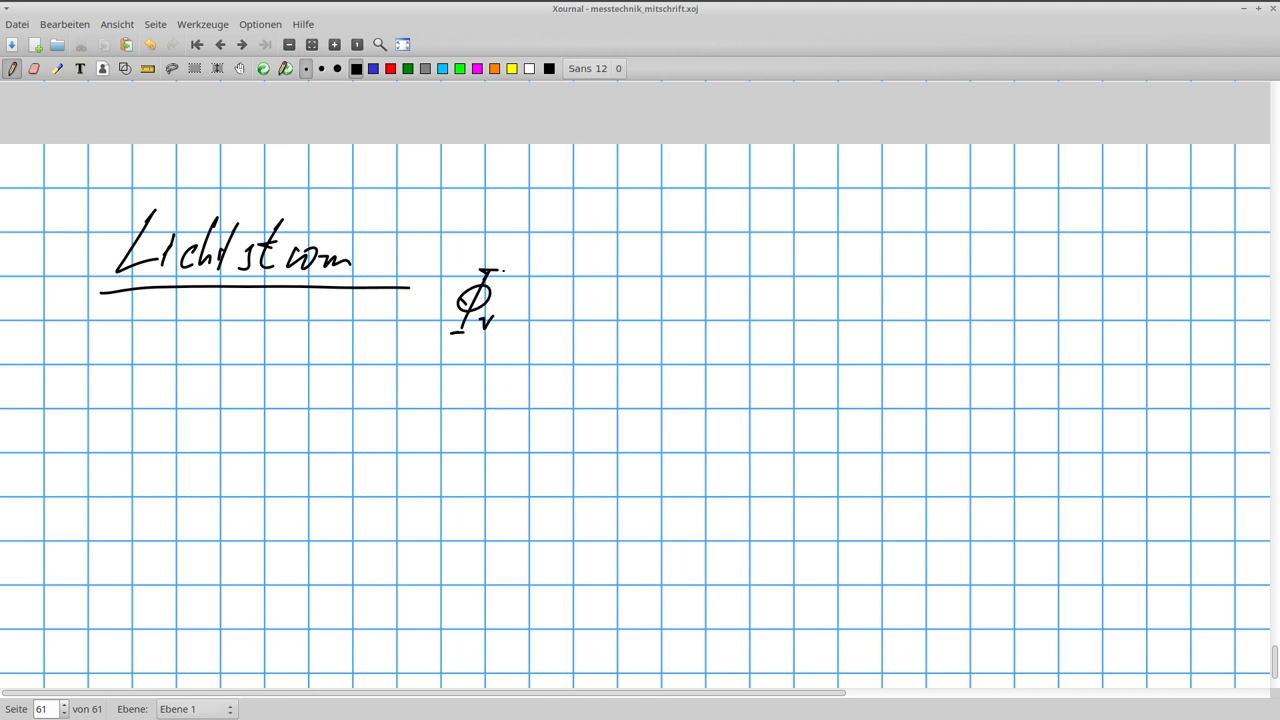 Xournal - messtechnik_mitschrift.xoj
Datei Bearbeiten Ansicht Seite Werkzeuge Optionen Hilfe
Sans 12 0
Lichtstrom
Φv
Seite 61 von 61 Ebene: Ebene 1